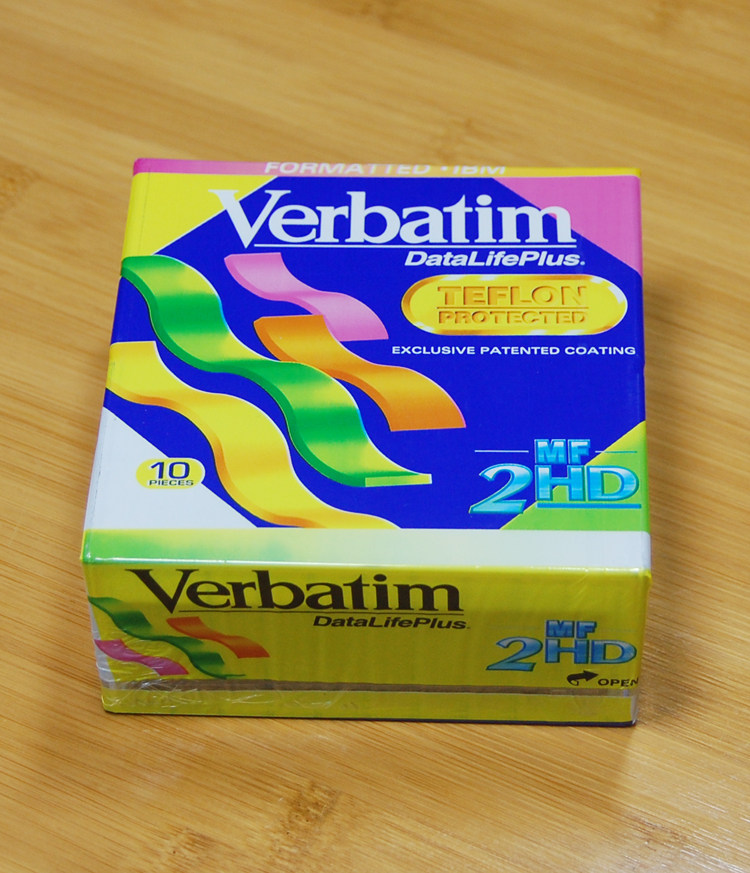 FORMATTED • IBM
Verbatim
DataLifePlus.
TEFLON
PROTECTED
EXCLUSIVE PATENTED COATING
10
PIECES
MF
2HD
Verbatim
DataLifePlus.
MF
2HD
OPEN